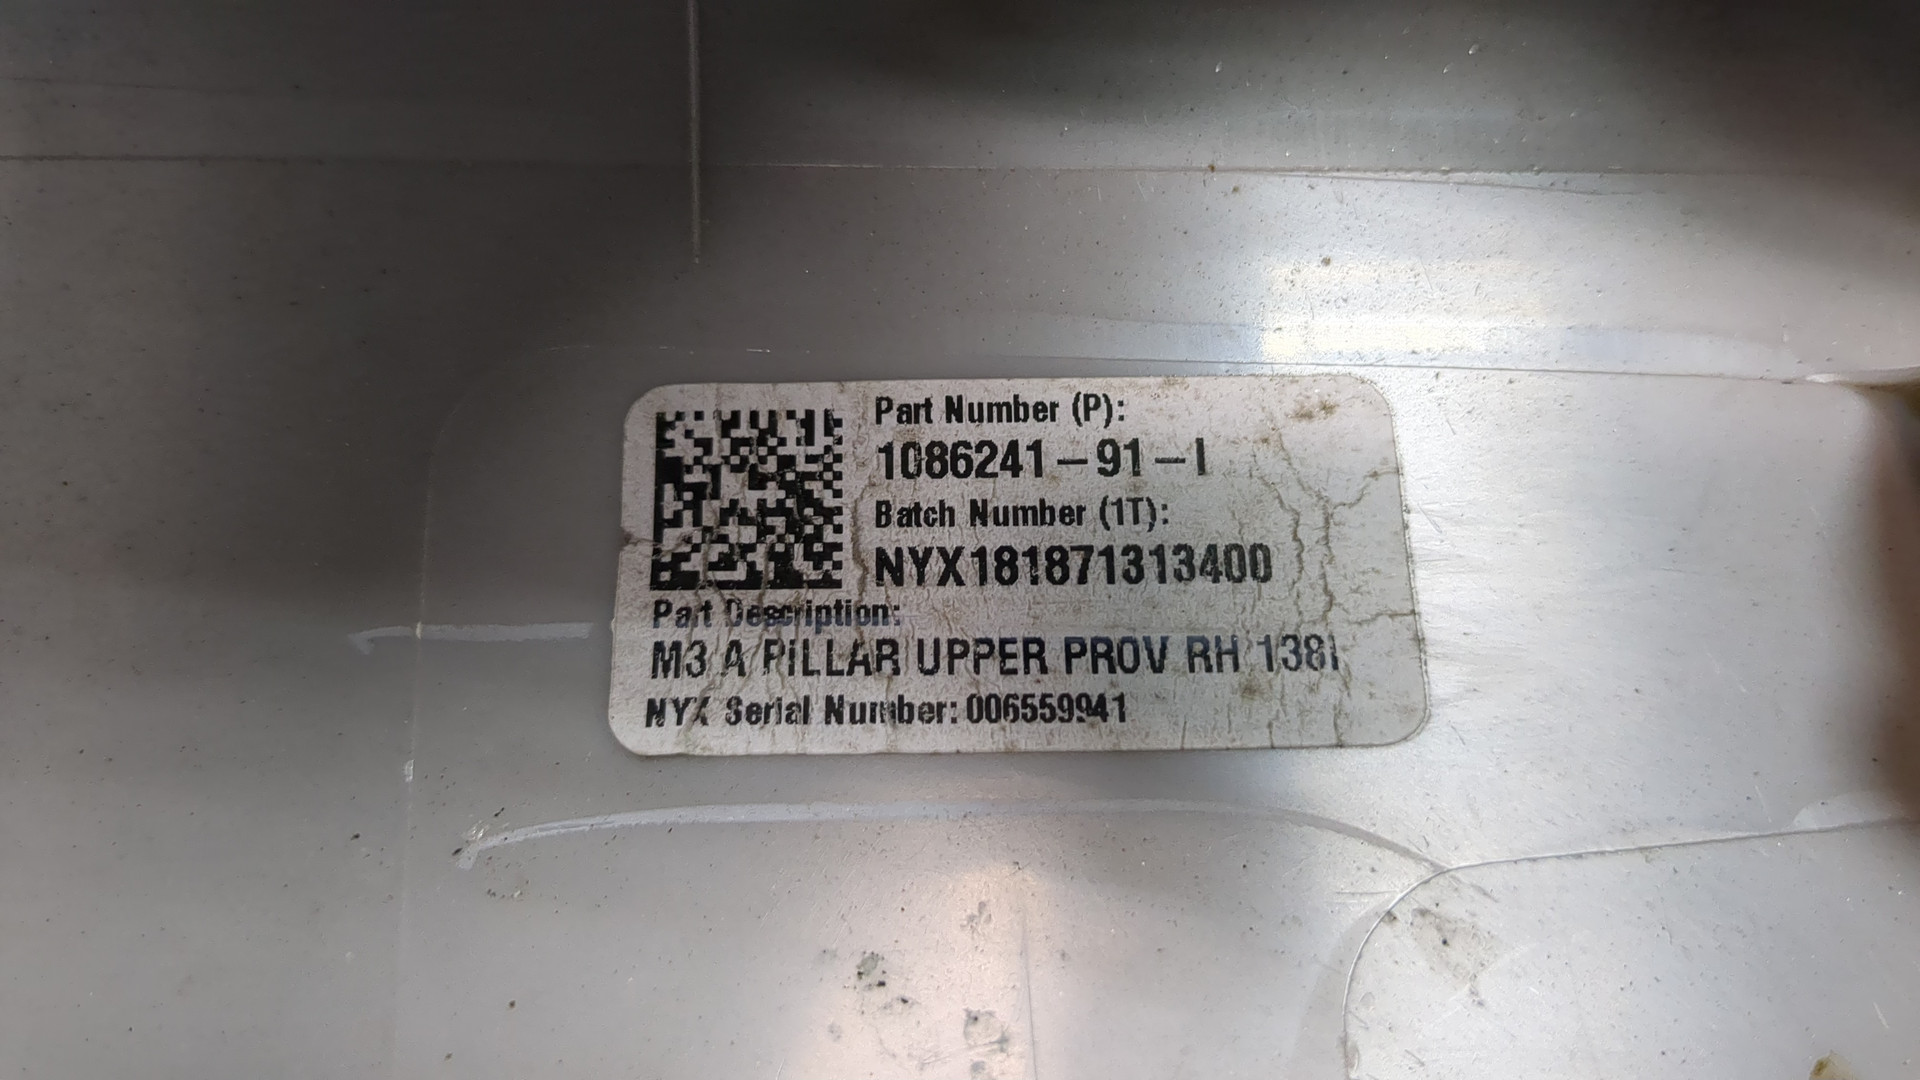 Part Number (P):
1086241-91-I
Batch Number (1T):
NYX181871313400
Part Description:
M3 A PILLAR UPPER PROV RH 138I
NYX Serial Number: 006559941